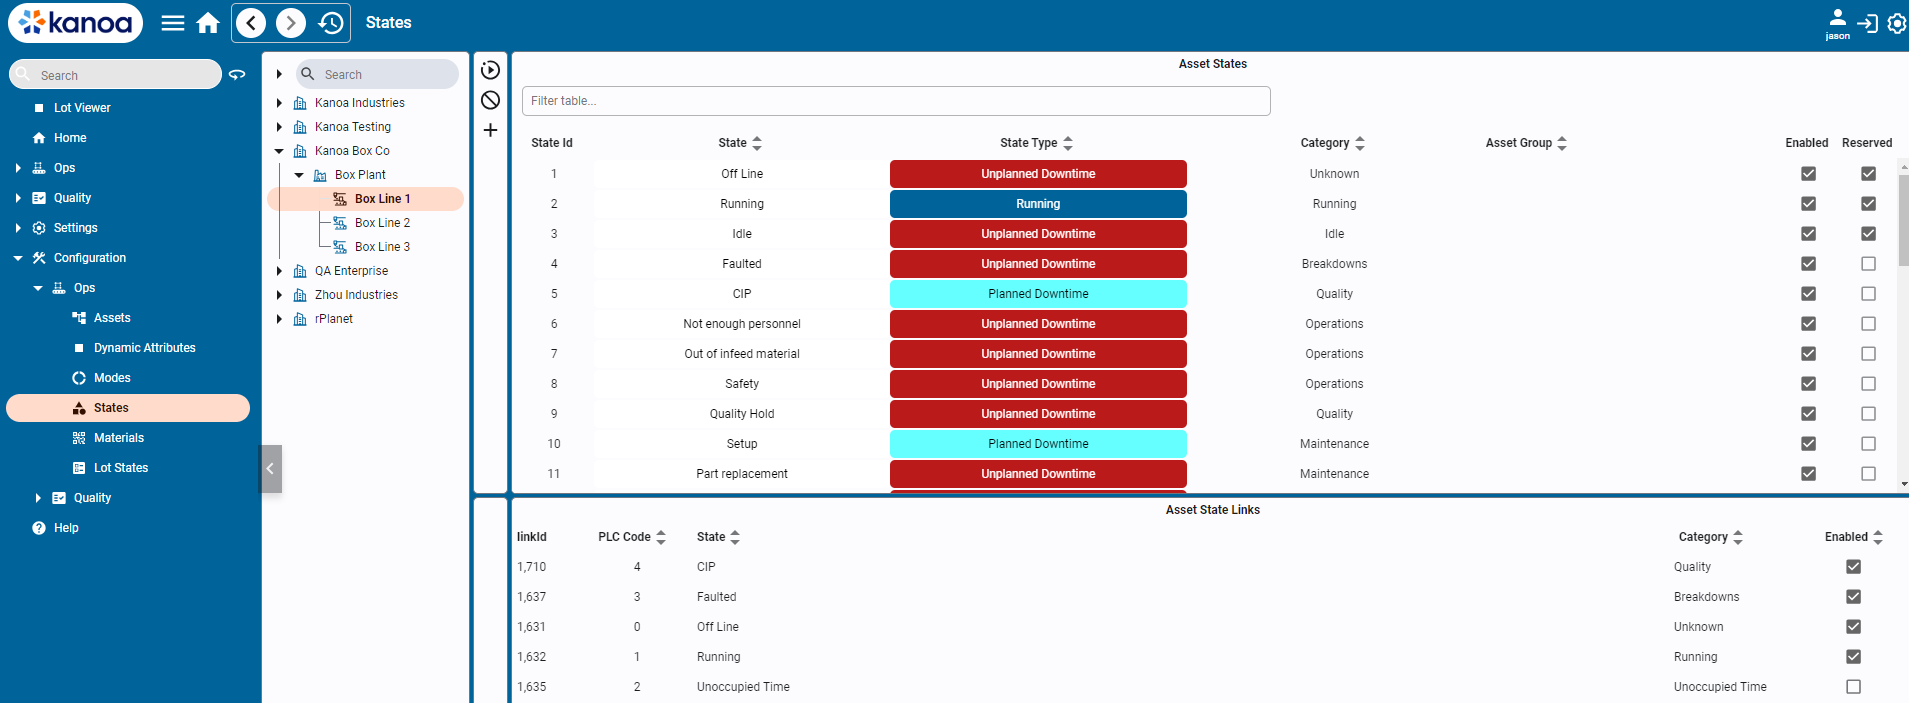 kanoa
States
jason
Search
Lot Viewer
Home
Ops
Quality
Settings
Configuration
Ops
Assets
Dynamic Attributes
Modes
States
Materials
Lot States
Quality
Help
Search
Kanoa Industries
Kanoa Testing
Kanoa Box Co
Box Plant
Box Line 1
Box Line 2
Box Line 3
QA Enterprise
Zhou Industries
rPlanet
Asset States
Filter table...
State Id State State Type Category Asset Group Enabled Reserved
1 Off Line Unplanned Downtime Unknown
2 Running Running Running
3 Idle Unplanned Downtime Idle
4 Faulted Unplanned Downtime Breakdowns
5 CIP Planned Downtime Quality
6 Not enough personnel Unplanned Downtime Operations
7 Out of infeed material Unplanned Downtime Operations
8 Safety Unplanned Downtime Operations
9 Quality Hold Unplanned Downtime Quality
10 Setup Planned Downtime Maintenance
11 Part replacement Unplanned Downtime Maintenance
Asset State Links
linkId PLC Code State Category Enabled
1,710 4 CIP Quality
1,637 3 Faulted Breakdowns
1,631 0 Off Line Unknown
1,632 1 Running Running
1,635 2 Unoccupied Time Unoccupied Time